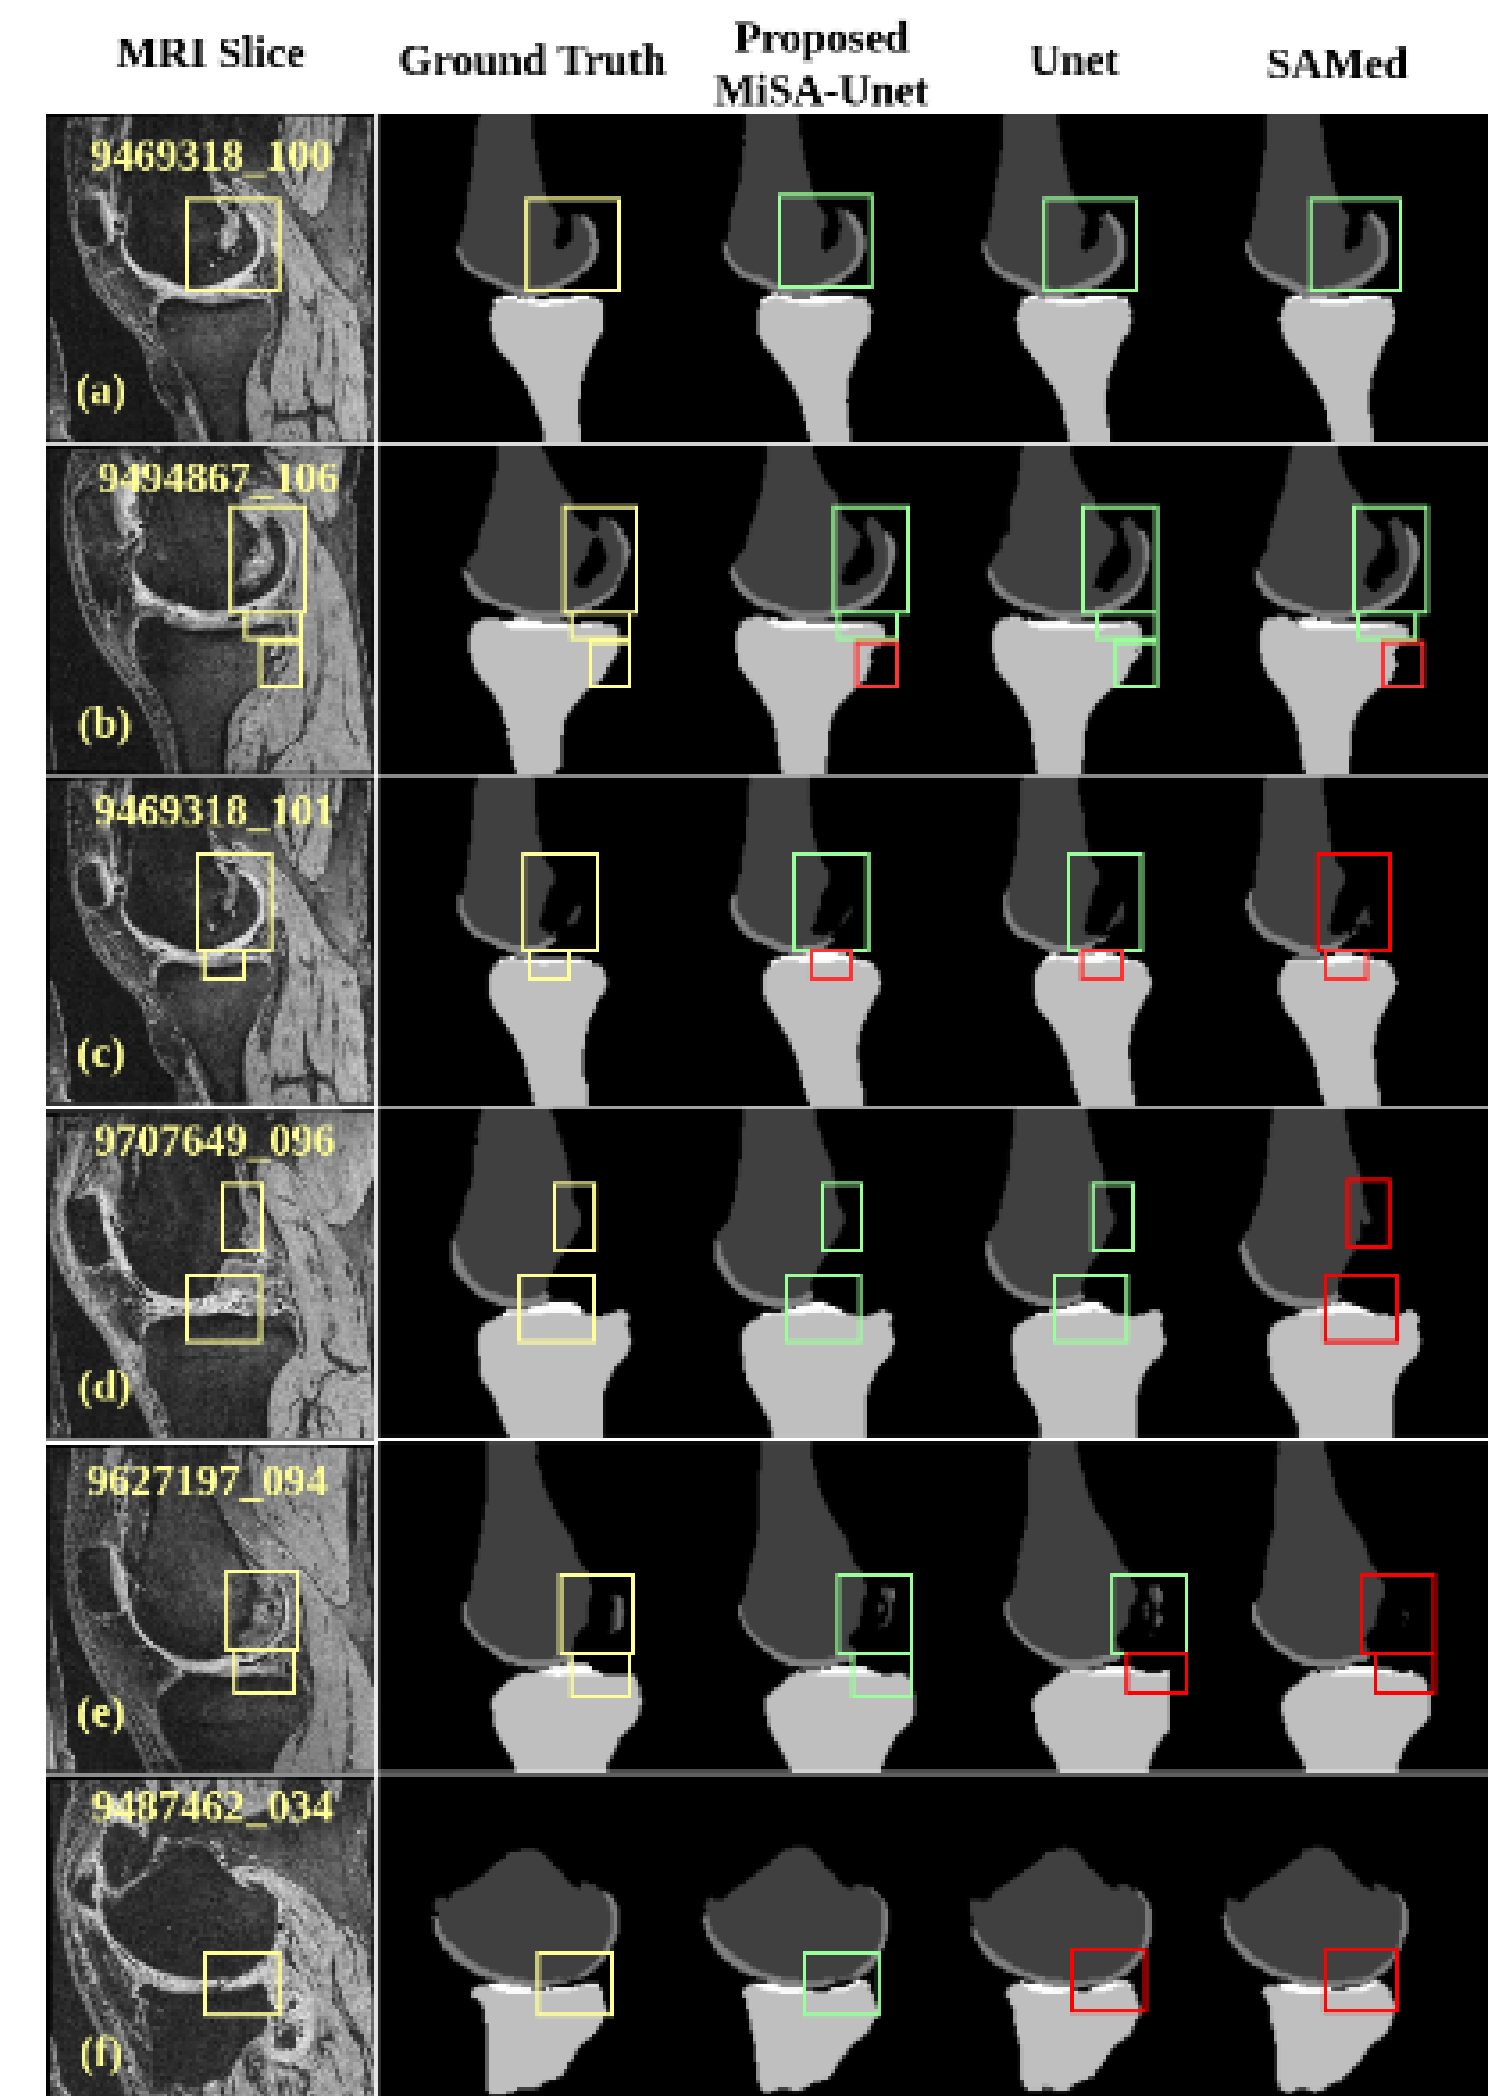 MRI Slice
Ground Truth
Proposed
MiSA-Unet
Unet
SAMed
9469318_100
(a)
9494867_106
(b)
9469318_101
(c)
9707649_096
(d)
9627197_094
(e)
9487462_034
(f)